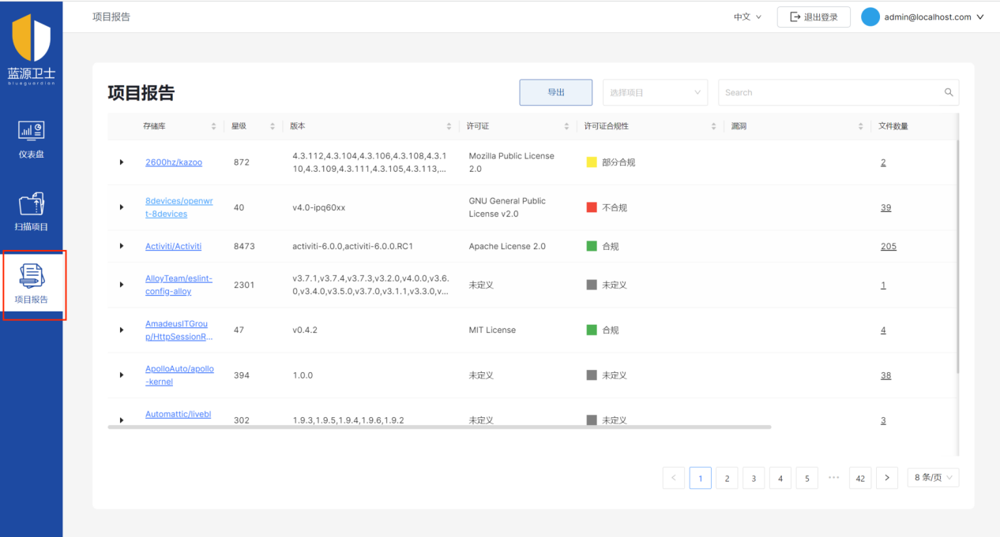 项目报告
中文
退出登录
admin@localhost.com
蓝源卫士
blueguardian
仪表盘
扫描项目
项目报告
项目报告
导出
选择项目
Search
存储库
星级
版本
许可证
许可证合规性
漏洞
文件数量
2600hz/kazoo
872
4.3.112,4.3.104,4.3.106,4.3.108,4.3.1
10,4.3.109,4.3.111,4.3.105,4.3.113,...
Mozilla Public License
2.0
部分合规
2
8devices/openwr
t-8devices
40
v4.0-ipq60xx
GNU General Public
License v2.0
不合规
39
Activiti/Activiti
8473
activiti-6.0.0,activiti-6.0.0.RC1
Apache License 2.0
合规
205
AlloyTeam/eslint-
config-alloy
2301
v3.7.1,v3.7.4,v3.7.3,v3.2.0,v4.0.0,v3.6.
0,v3.4.0,v3.5.0,v3.7.0,v3.1.1,v3.3.0,v...
未定义
未定义
1
AmadeusITGrou
p/HttpSessionR...
47
v0.4.2
MIT License
合规
4
ApolloAuto/apollo
-kernel
394
1.0.0
未定义
未定义
38
Automattic/livebl
302
1.9.3,1.9.5,1.9.4,1.9.6,1.9.2
未定义
未定义
3
1
2
3
4
5
•••
42
8 条/页